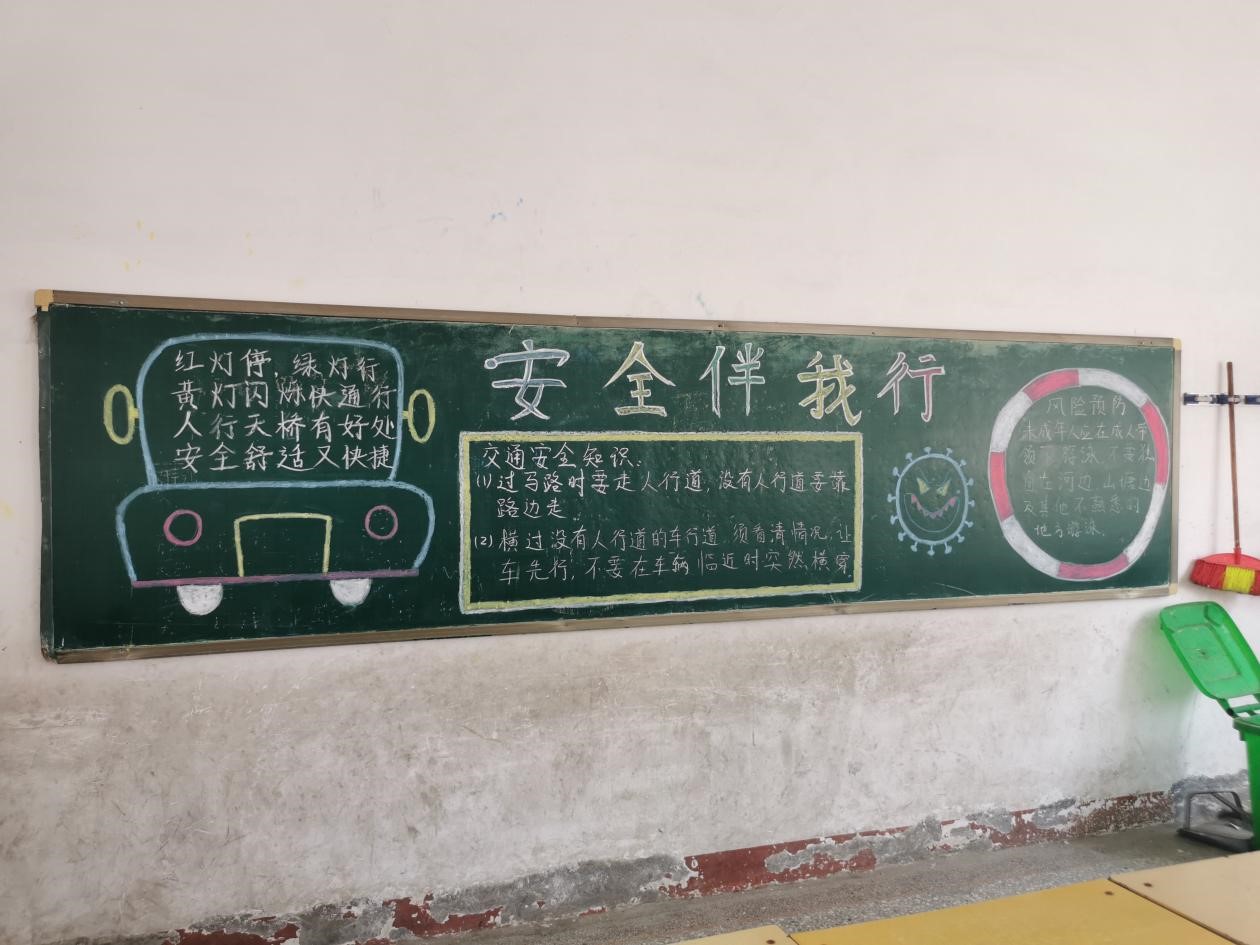 安全伴我行
红灯停,绿灯行
黄灯闪烁快通行
人行天桥有好处
安全舒适又快捷
交通安全知识:
(1)过马路时要走人行道,没有人行道要靠
路边走
(2)横过没有人行道的车行道,须看清情况,让
车先行,不要在车辆临近时突然横穿
风险预防
未成年人应在成人带
领下游泳,不要私
自在河边、山塘边
及其他不熟悉的
地方游泳.